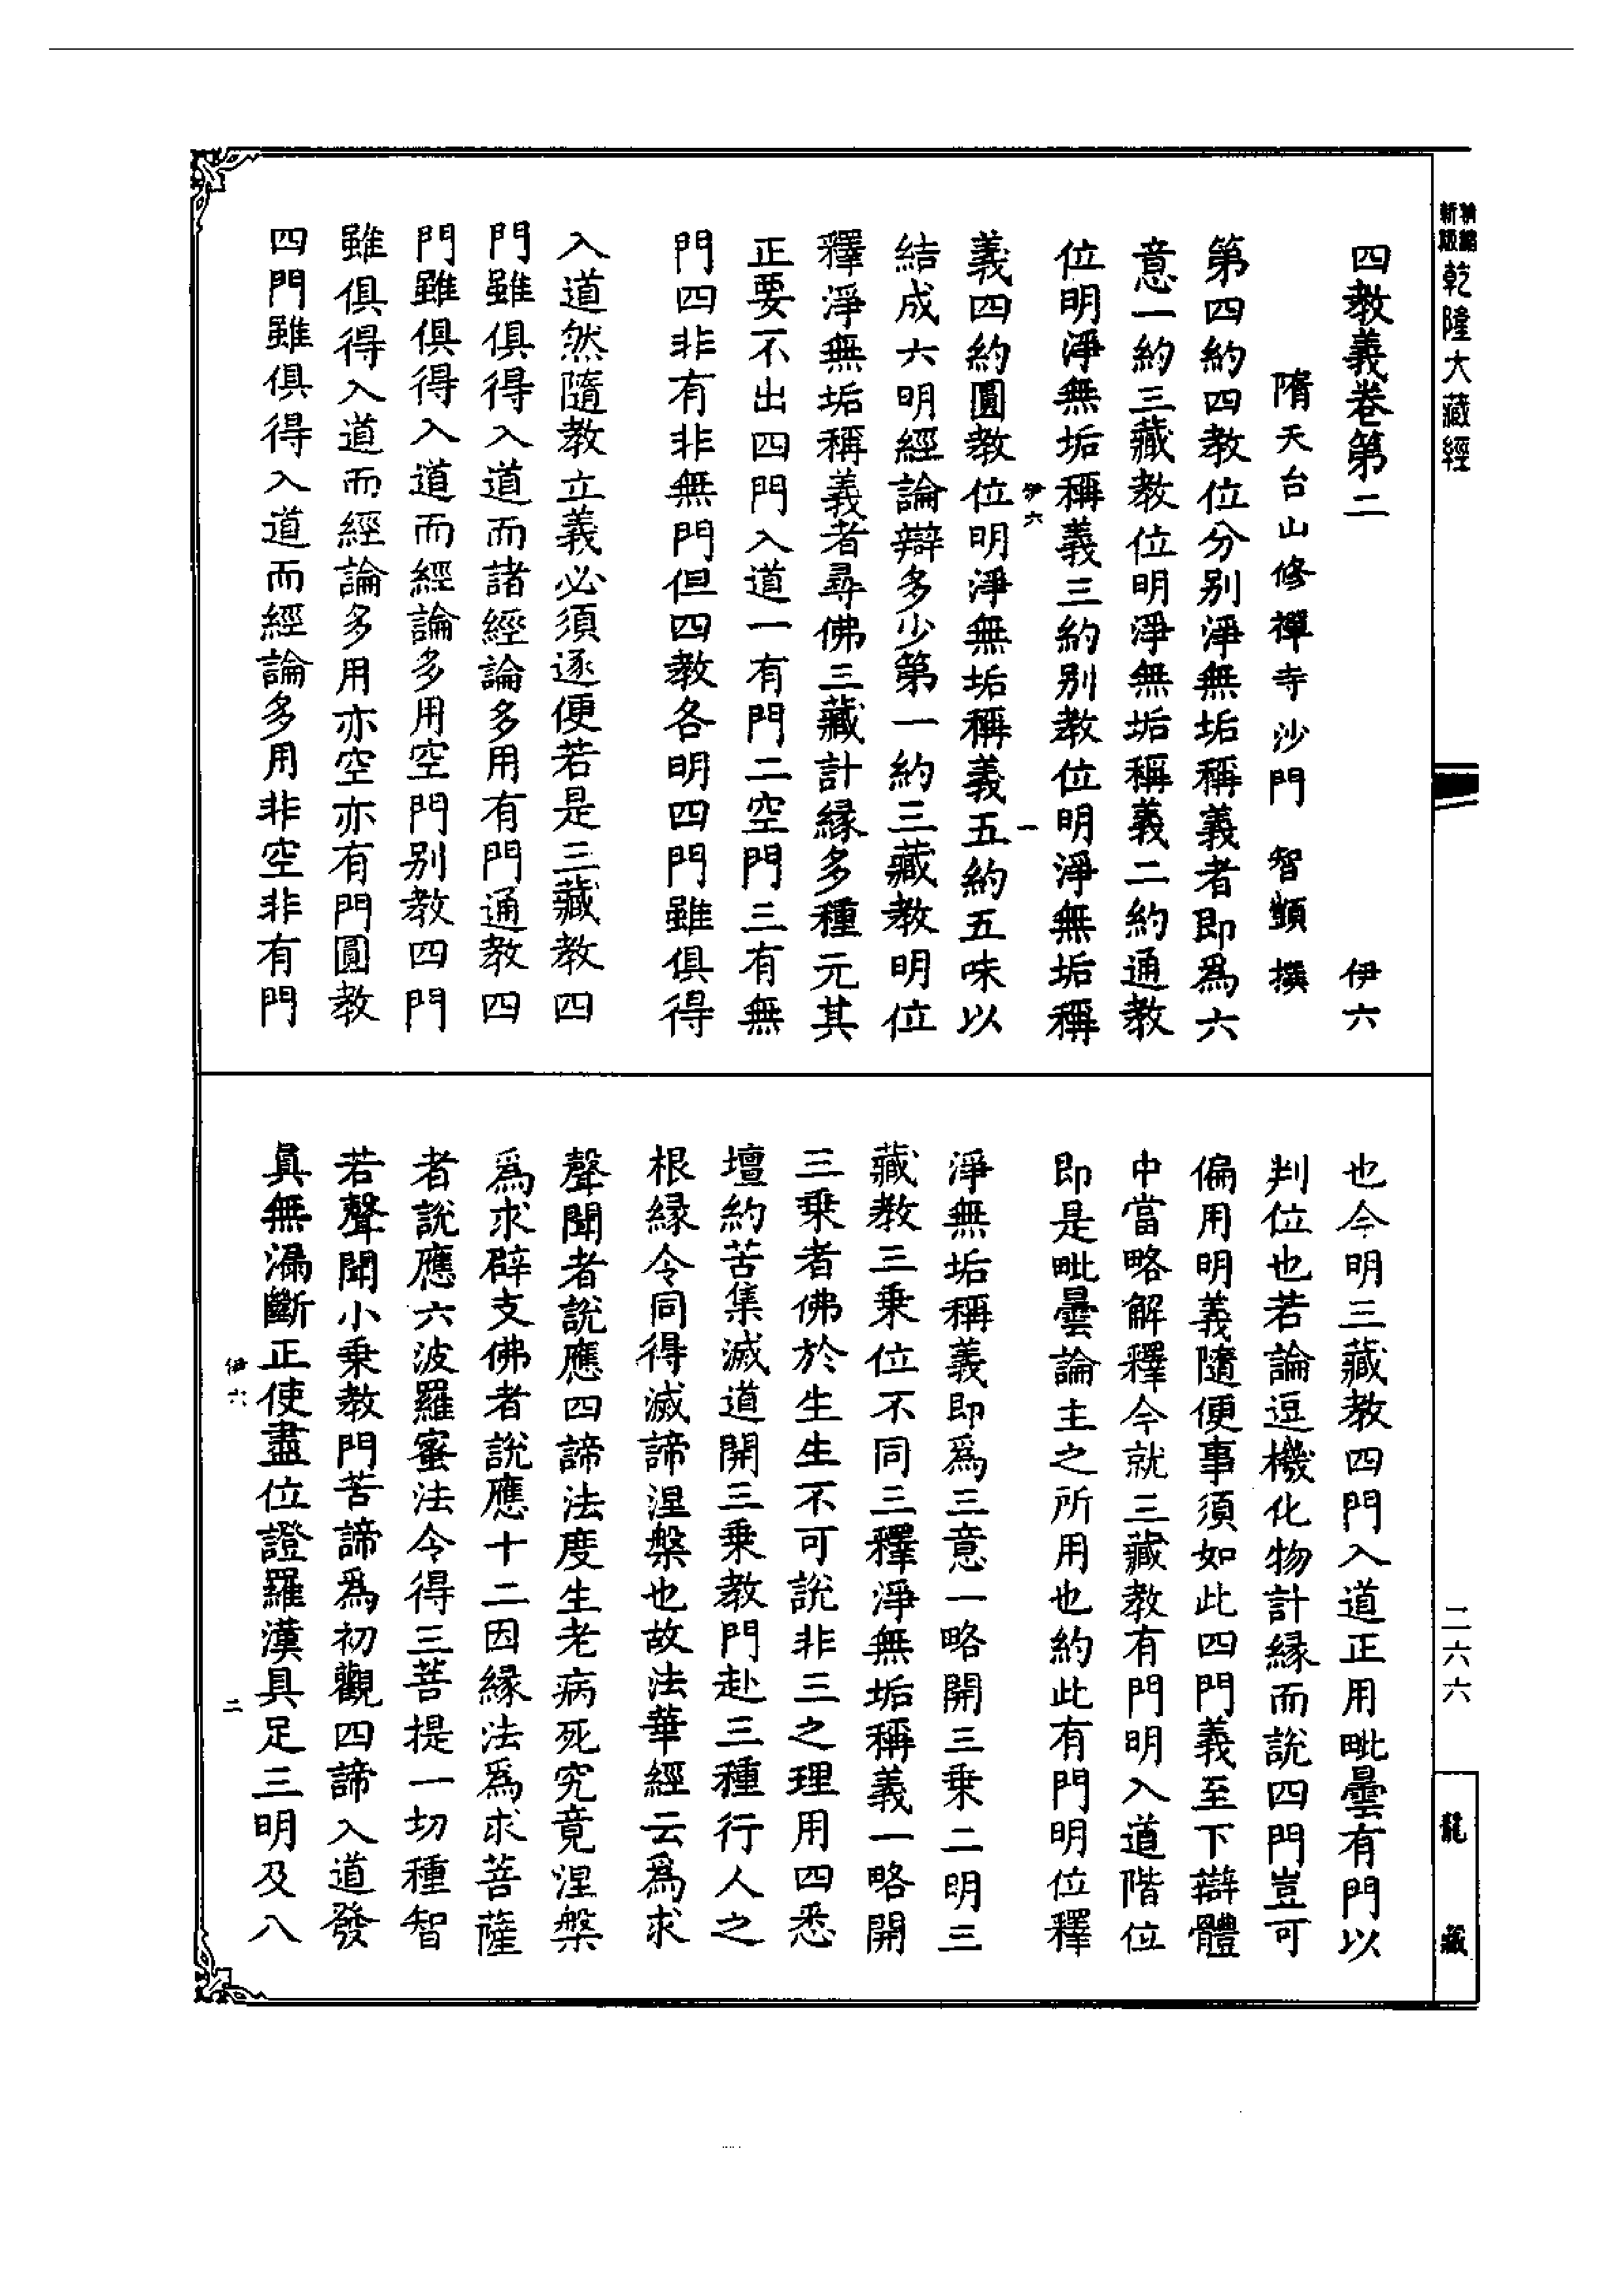 精縮
新版
乾隆大藏經
二六六
龍藏
四教義卷第二 伊六
隋天台山修禪寺沙門 智顗 撰
第四約四教位分别淨無垢稱義者即為六
意一約三藏教位明淨無垢稱義二約通教
位明淨無垢稱義三約别教位明淨無垢稱
伊六 一
義四約圓教位明淨無垢稱義五約五味以
結成六明經論辯多少第一約三藏教明位
釋淨無垢稱義者尋佛三藏計緣多種元其
正要不出四門入道一有門二空門三有無
門四非有非無門但四教各明四門雖俱得
入道然隨教立義必須逐便若是三藏教四
門雖俱得入道而諸經論多用有門通教四
門雖俱得入道而經論多用空門别教四門
雖俱得入道而經論多用亦空亦有門圓教
四門雖俱得入道而經論多用非空非有門
也今明三藏教四門入道正用毗曇有門以
判位也若論逗機化物計緣而說四門豈可
偏用明義隨便事須如此四門義至下辯體
中當略解釋今就三藏教有門明入道階位
即是毗曇論主之所用也約此有門明位釋
淨無垢稱義即為三意一略開三乗二明三
藏教三乗位不同三釋淨無垢稱義一略開
三乗者佛於生生不可說非三之理用四悉
壇約苦集滅道開三乗教門赴三種行人之
根緣令同得滅諦涅槃也故法華經云為求
聲聞者說應四諦法度生老病死究竟涅槃
為求辟支佛者說應十二因緣法為求菩薩
者說應六波羅蜜法令得三菩提一切種智
若聲聞小乗教門苦諦為初觀四諦入道發
真無漏斷正使盡位證羅漢具足三明及八
伊六 二